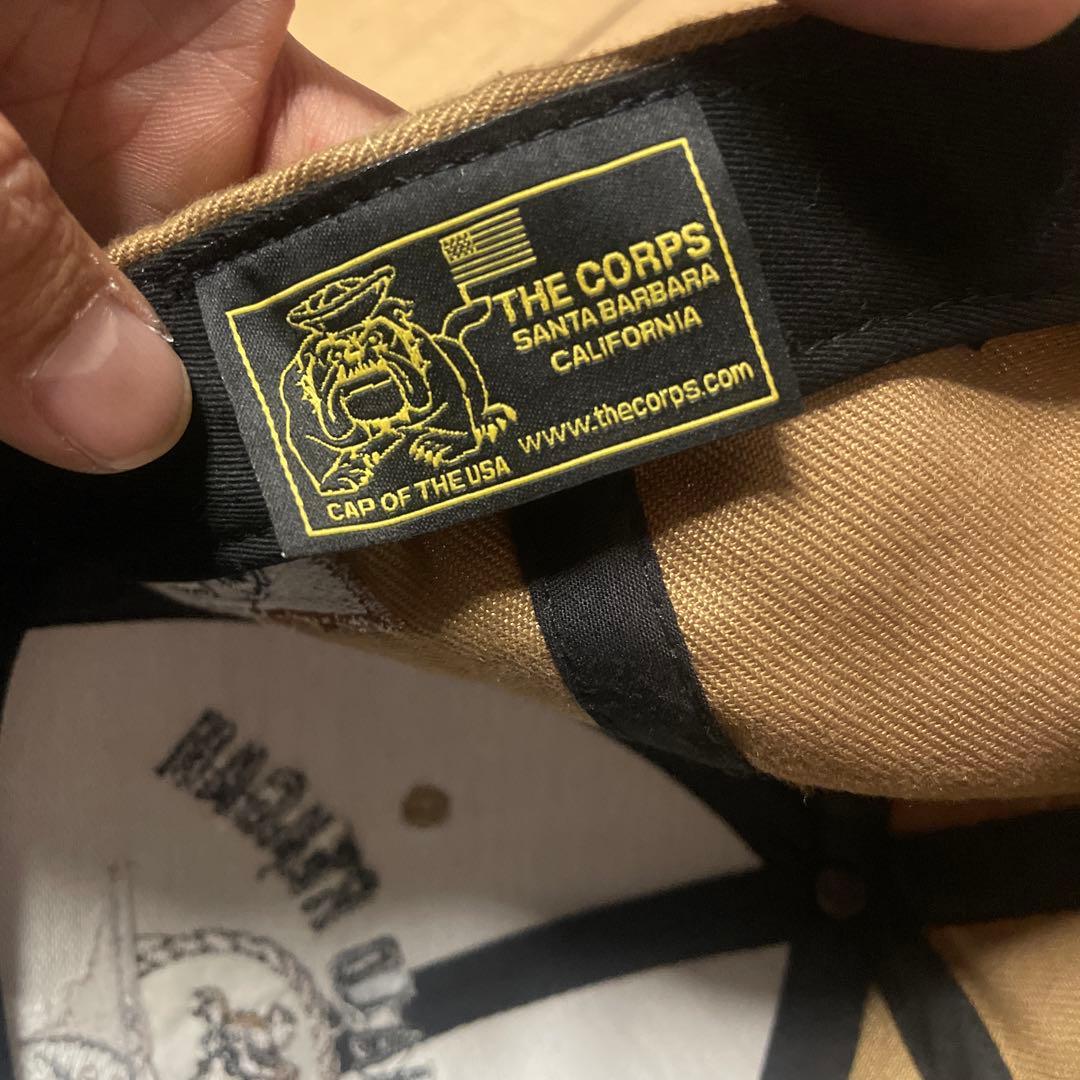 THE CORPS
SANTA BARBARA
CALIFORNIA
www.thecorps.com
CAP OF THE USA